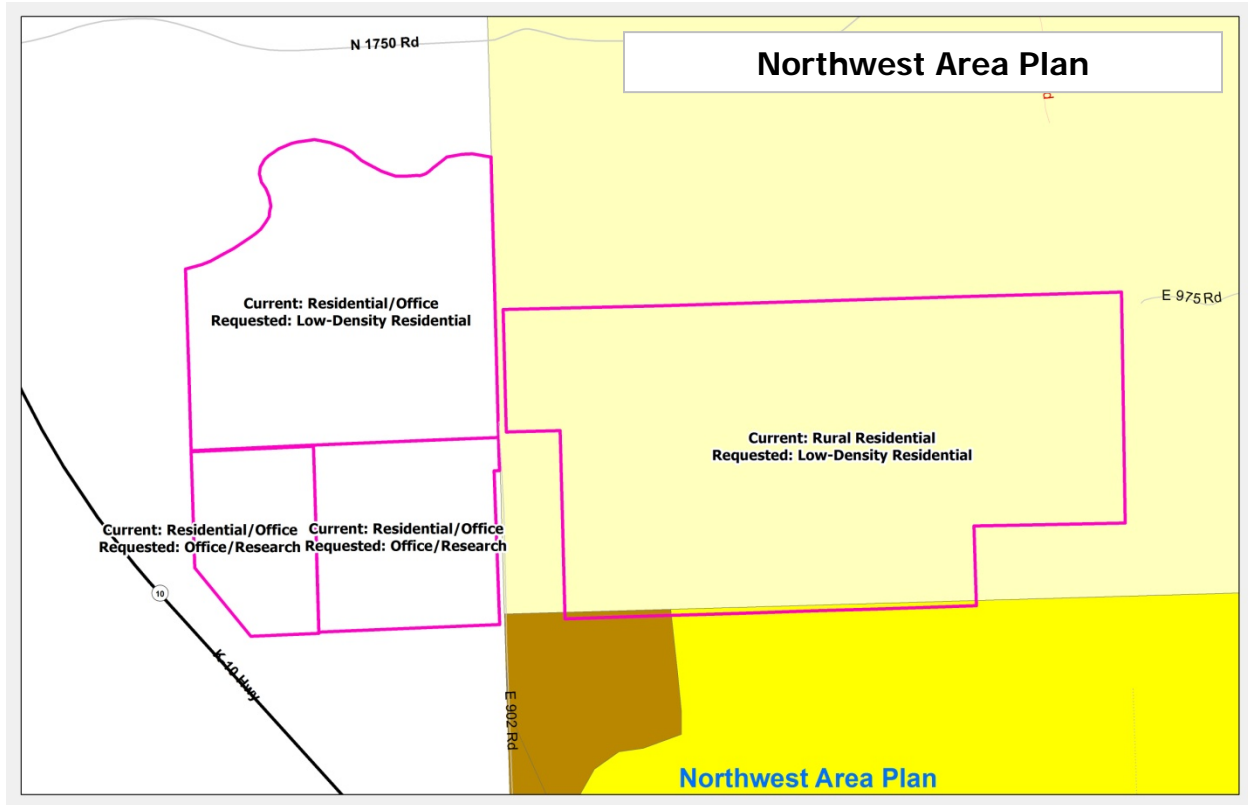 N 1750 Rd
Northwest Area Plan
Current: Residential/Office
Requested: Low-Density Residential
E 975 Rd
Current: Rural Residential
Requested: Low-Density Residential
Current: Residential/Office
Requested: Office/Research
Current: Residential/Office
Requested: Office/Research
10
K-10 Hwy
E 902 Rd
Northwest Area Plan